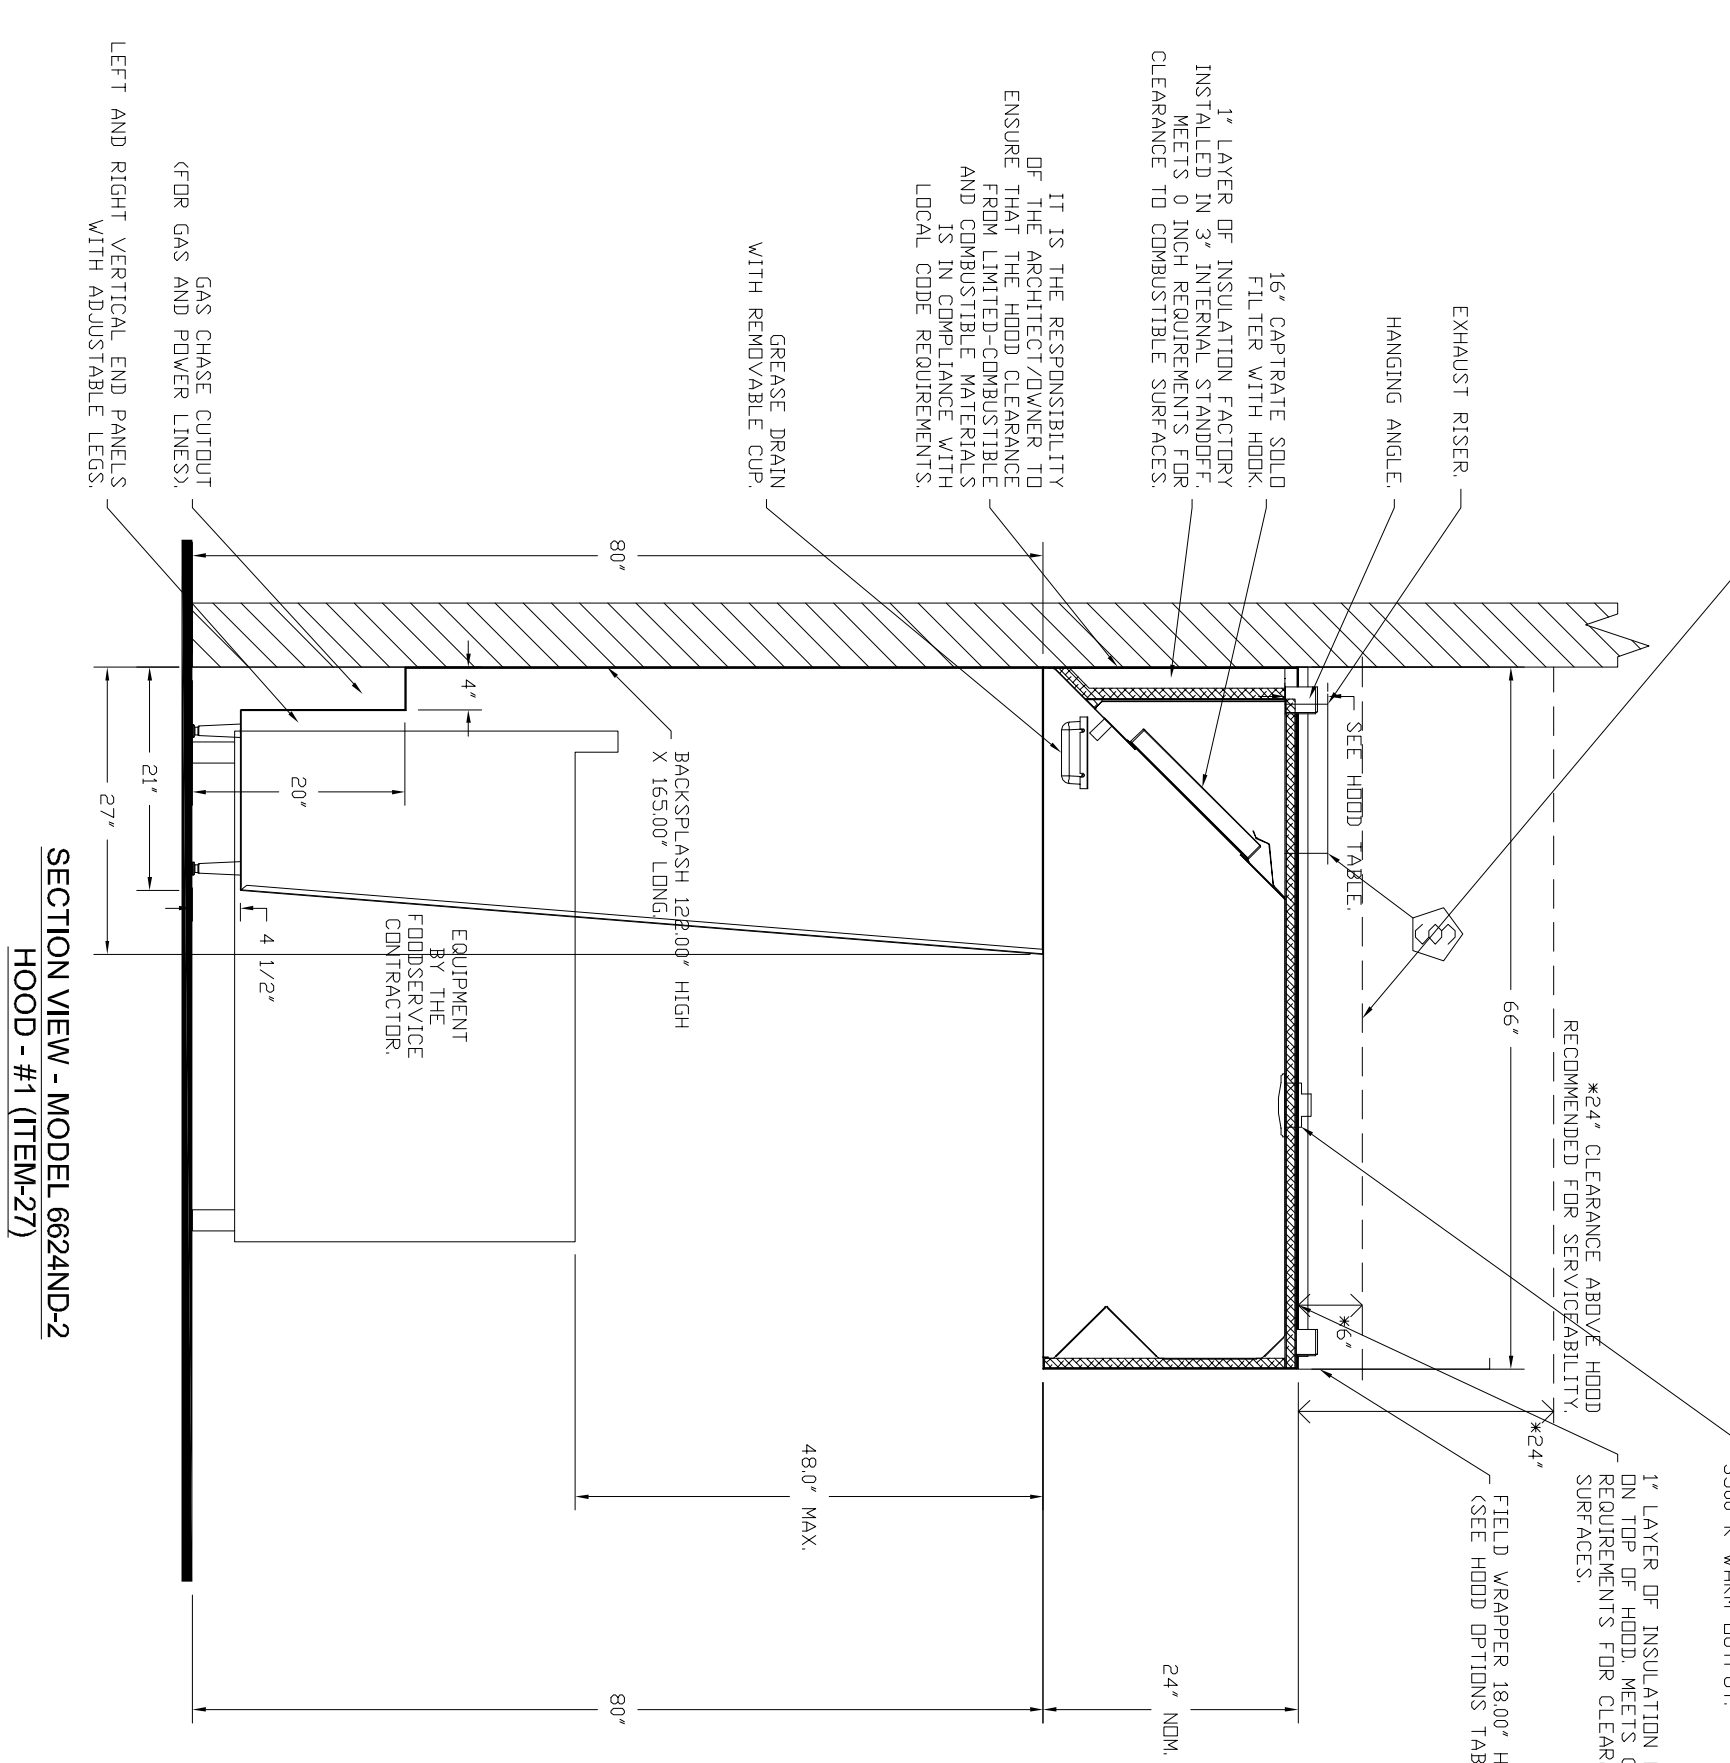 EXHAUST RISER.
HANGING ANGLE.
16" CAPTRATE SOLO
FILTER WITH HOOK.
1" LAYER OF INSULATION FACTORY
INSTALLED IN 3" INTERNAL STANDOFF.
MEETS 0 INCH REQUIREMENTS FOR
CLEARANCE TO COMBUSTIBLE SURFACES.
IT IS THE RESPONSIBILITY
OF THE ARCHITECT/OWNER TO
ENSURE THAT THE HOOD CLEARANCE
FROM LIMITED-COMBUSTIBLE
AND COMBUSTIBLE MATERIALS
IS IN COMPLIANCE WITH
LOCAL CODE REQUIREMENTS.
GREASE DRAIN
WITH REMOVABLE CUP.
GAS CHASE CUTOUT
(FOR GAS AND POWER LINES).
LEFT AND RIGHT VERTICAL END PANELS
WITH ADJUSTABLE LEGS.
80"
4"
20"
21"
27"
4 1/2"
BACKSPLASH 122.00" HIGH
X 165.00" LONG.
SEE HOOD TABLE.
66"
EQUIPMENT
BY THE
FOODSERVICE
CONTRACTOR.
*24" CLEARANCE ABOVE HOOD
RECOMMENDED FOR SERVICEABILITY.
*6"
*24"
1" LAYER OF INSULATION
ON TOP OF HOOD. MEETS
REQUIREMENTS FOR CLEAR
SURFACES.
FIELD WRAPPER 18.00" H
(SEE HOOD OPTIONS TAB
48.0" MAX.
24" NOM.
80"
SECTION VIEW - MODEL 6624ND-2
HOOD - #1 (ITEM-27)